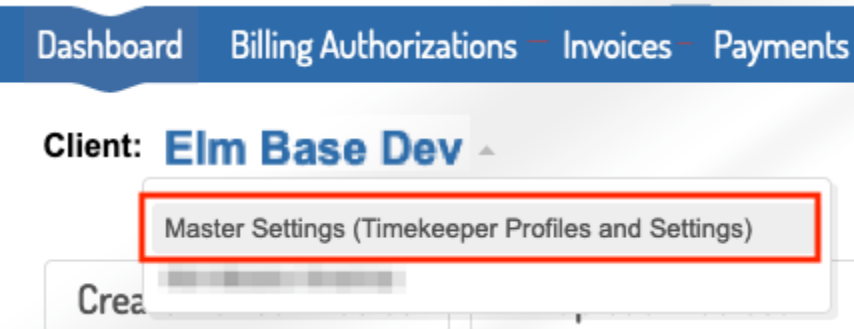 Dashboard Billing Authorizations Invoices Payments
Client: Elm Base Dev
Master Settings (Timekeeper Profiles and Settings)